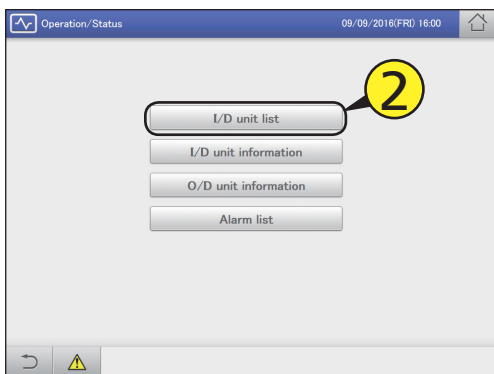 Operation/Status 09/09/2016(FRI) 16:00
2
I/D unit list
I/D unit information
O/D unit information
Alarm list